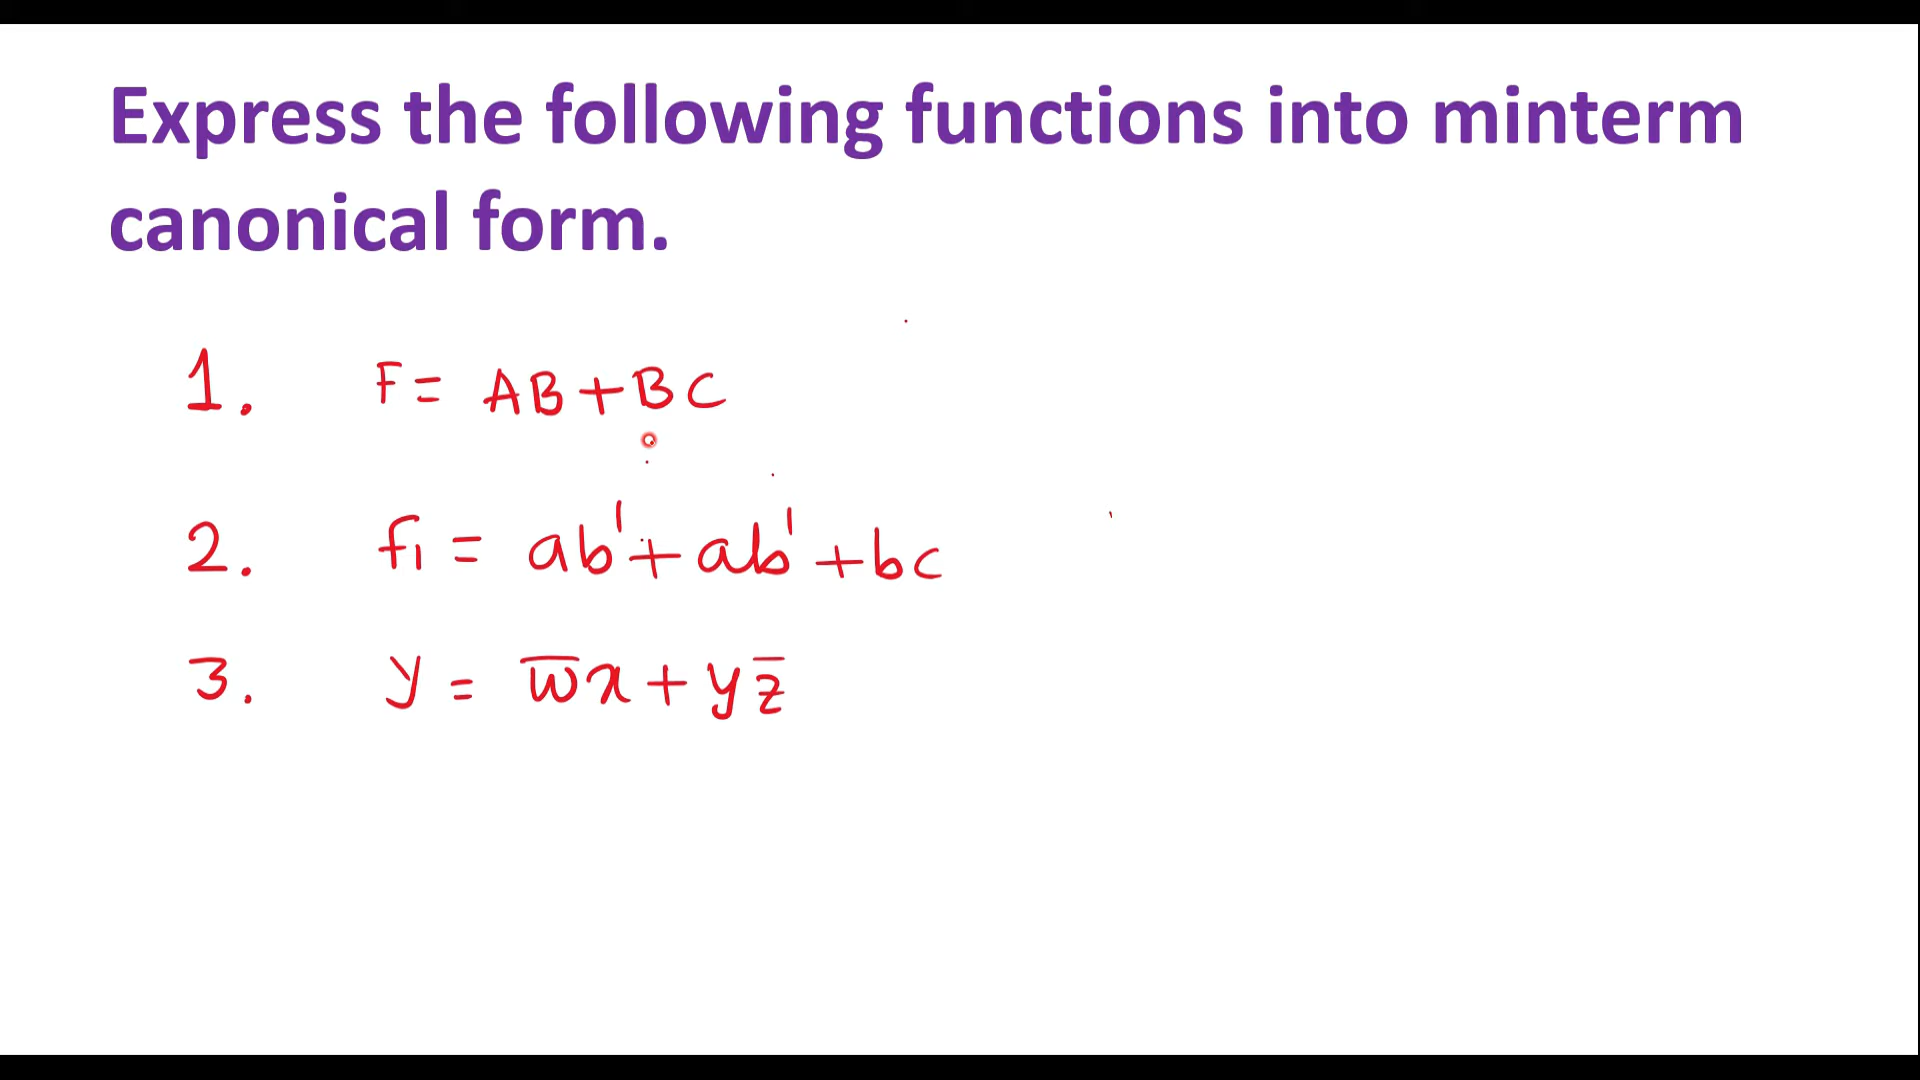 Express the following functions into minterm
canonical form.
1. F = AB + BC
2. f₁ = ab' + ab' + bc
3. y = w̅x + yz̅